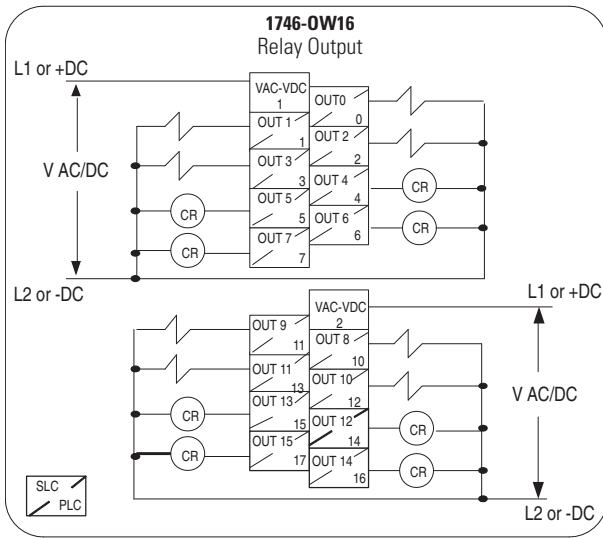 1746-OW16
Relay Output
L1 or +DC
VAC-VDC
1
OUT0
0
OUT 1
1
OUT 2
2
V AC/DC
OUT 3
3
OUT 4
4
CR
CR
OUT 5
5
OUT 6
6
CR
CR
OUT 7
7
L2 or -DC
L1 or +DC
VAC-VDC
2
OUT 9
11
OUT 8
10
OUT 11
13
OUT 10
12
V AC/DC
CR
OUT 13
15
OUT 12
14
CR
CR
OUT 15
17
OUT 14
16
CR
SLC
PLC
L2 or -DC